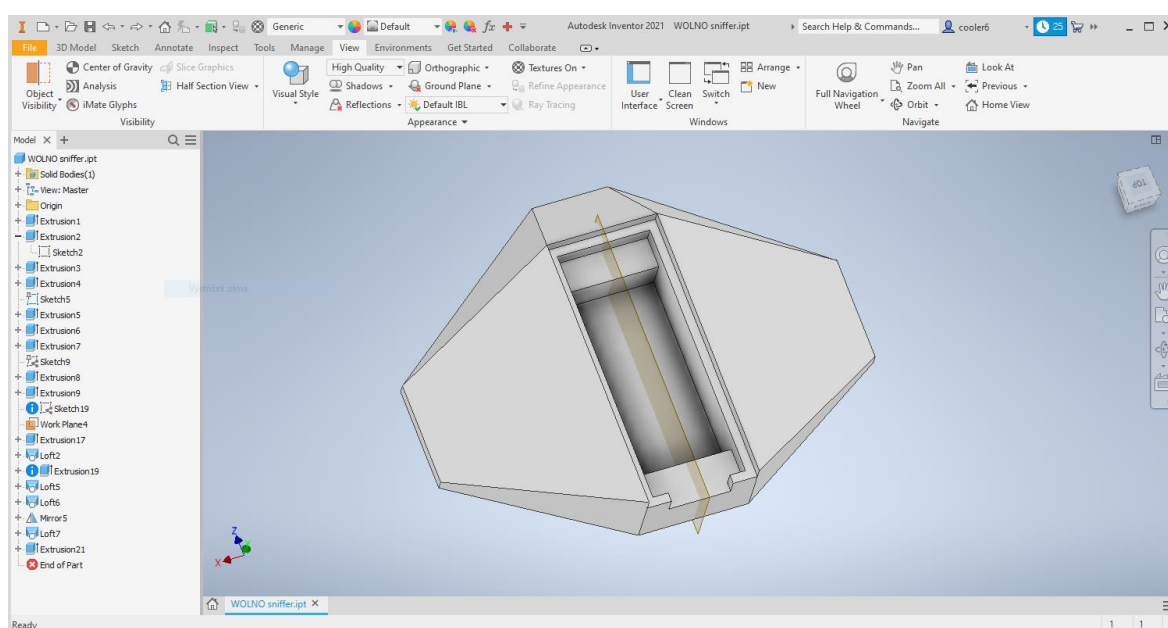 Generic
Default
Autodesk Inventor 2021 WOLNO sniffer.ipt
Search Help & Commands...
cooler6
25
File 3D Model Sketch Annotate Inspect Tools Manage View Environments Get Started Collaborate
Object Visibility
Center of Gravity
Analysis
iMate Glyphs
Slice Graphics
Half Section View
Visibility
Visual Style
High Quality
Shadows
Reflections
Orthographic
Ground Plane
Default IBL
Textures On
Refine Appearance
Ray Tracing
Appearance
User Interface
Clean Screen
Switch
Arrange
New
Windows
Full Navigation Wheel
Pan
Zoom All
Orbit
Look At
Previous
Home View
Navigate
Model
WOLNO sniffer.ipt
Solid Bodies(1)
View: Master
Origin
Extrusion1
Extrusion2
Sketch2
Extrusion3
Extrusion4
Sketch5
Extrusion5
Extrusion6
Extrusion7
Sketch9
Extrusion8
Extrusion9
Sketch19
Work Plane4
Extrusion17
Loft2
Extrusion19
Loft5
Loft6
Mirror5
Loft7
Extrusion21
End of Part
Výstřižek okna
TOP
Z
X
WOLNO sniffer.ipt
Ready
1 1